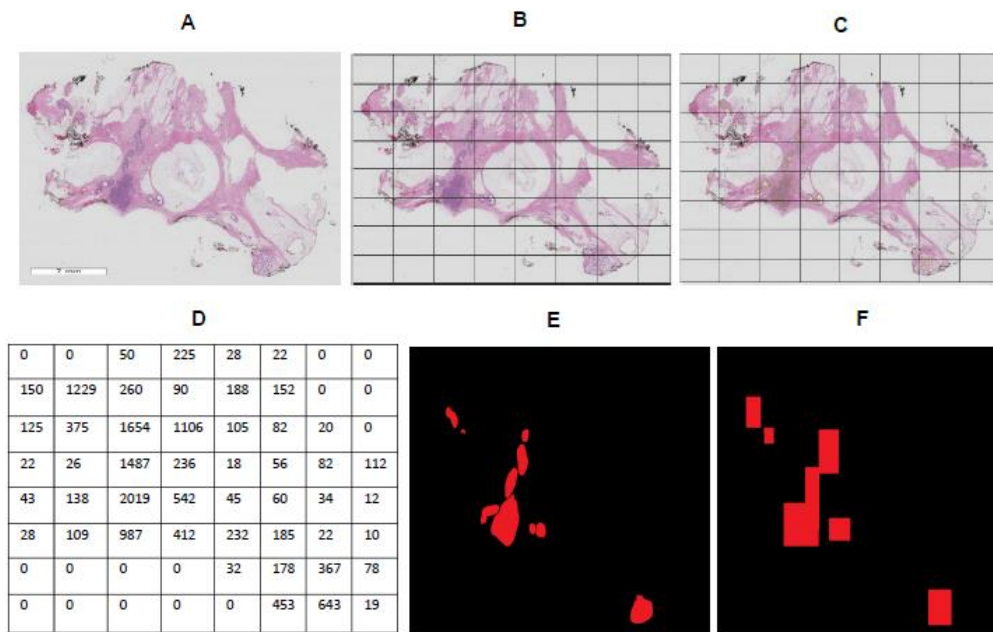 A B C
2 mm
D E F
0 0 50 225 28 22 0 0
150 1229 260 90 188 152 0 0
125 375 1654 1106 105 82 20 0
22 26 1487 236 18 56 82 112
43 138 2019 542 45 60 34 12
28 109 987 412 232 185 22 10
0 0 0 0 32 178 367 78
0 0 0 0 0 453 643 19